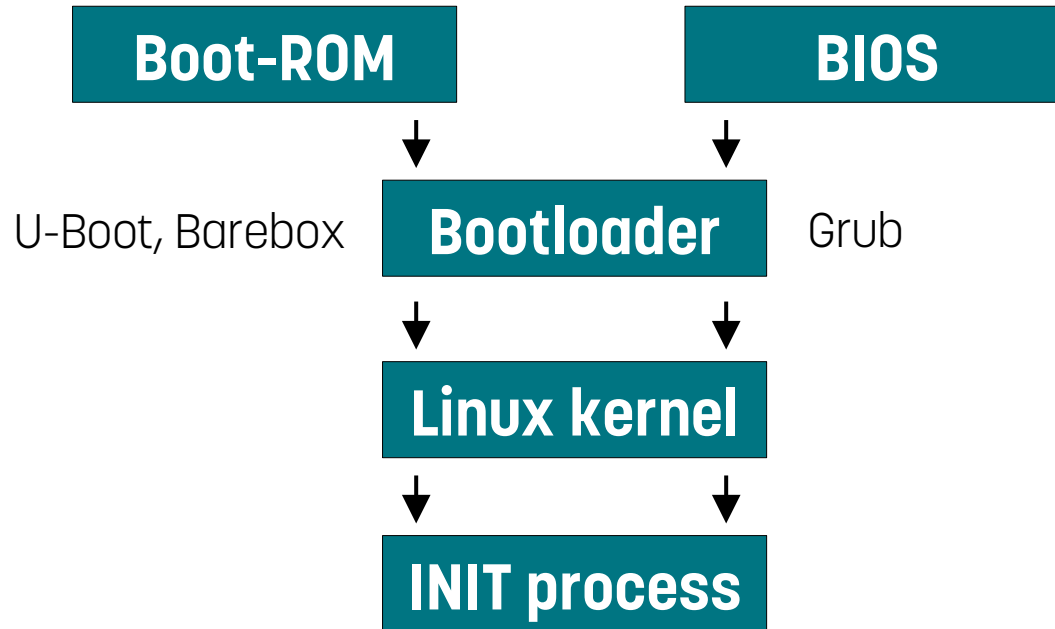 Boot-ROM
BIOS
U-Boot, Barebox
Bootloader
Grub
Linux kernel
INIT process